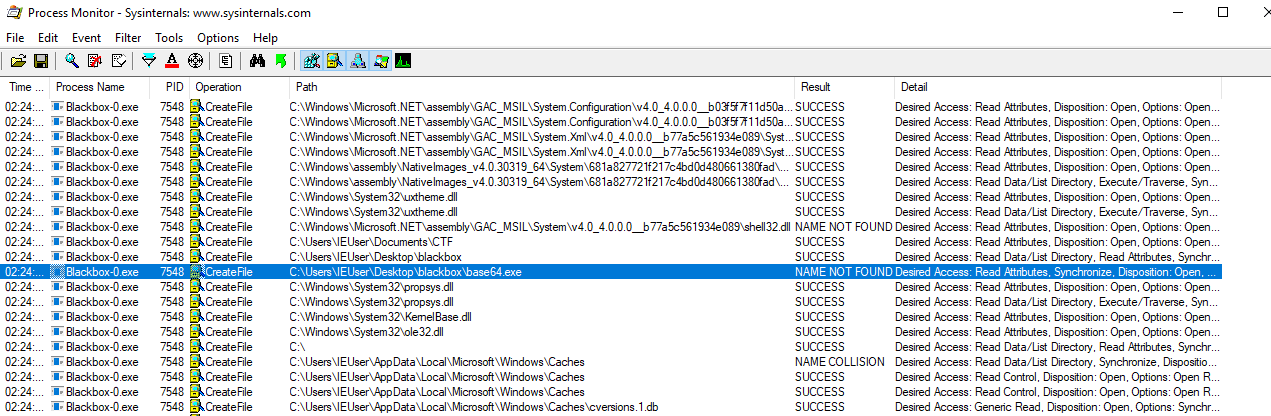 Process Monitor - Sysinternals: www.sysinternals.com
File Edit Event Filter Tools Options Help
Time ... Process Name PID Operation Path Result Detail
02:24:... Blackbox-0.exe 7548 CreateFile C:\Windows\Microsoft.NET\assembly\GAC_MSIL\System.Configuration\v4.0_4.0.0.0__b03f5f7f11d50a... SUCCESS Desired Access: Read Attributes, Disposition: Open, Options: Open...
02:24:... Blackbox-0.exe 7548 CreateFile C:\Windows\Microsoft.NET\assembly\GAC_MSIL\System.Configuration\v4.0_4.0.0.0__b03f5f7f11d50a... SUCCESS Desired Access: Read Attributes, Disposition: Open, Options: Open...
02:24:... Blackbox-0.exe 7548 CreateFile C:\Windows\Microsoft.NET\assembly\GAC_MSIL\System.Xml\v4.0_4.0.0.0__b77a5c561934e089\Syst... SUCCESS Desired Access: Read Attributes, Disposition: Open, Options: Open...
02:24:... Blackbox-0.exe 7548 CreateFile C:\Windows\Microsoft.NET\assembly\GAC_MSIL\System.Xml\v4.0_4.0.0.0__b77a5c561934e089\Syst... SUCCESS Desired Access: Read Attributes, Disposition: Open, Options: Open...
02:24:... Blackbox-0.exe 7548 CreateFile C:\Windows\assembly\NativeImages_v4.0.30319_64\System\681a827721f217c4bd0d480661380fad\... SUCCESS Desired Access: Read Attributes, Disposition: Open, Options: Open...
02:24:... Blackbox-0.exe 7548 CreateFile C:\Windows\assembly\NativeImages_v4.0.30319_64\System\681a827721f217c4bd0d480661380fad\... SUCCESS Desired Access: Read Data/List Directory, Execute/Traverse, Syn...
02:24:... Blackbox-0.exe 7548 CreateFile C:\Windows\System32\uxtheme.dll SUCCESS Desired Access: Read Attributes, Disposition: Open, Options: Open...
02:24:... Blackbox-0.exe 7548 CreateFile C:\Windows\System32\uxtheme.dll SUCCESS Desired Access: Read Data/List Directory, Execute/Traverse, Syn...
02:24:... Blackbox-0.exe 7548 CreateFile C:\Windows\Microsoft.NET\assembly\GAC_MSIL\System\v4.0_4.0.0.0__b77a5c561934e089\shell32.dll NAME NOT FOUND Desired Access: Read Attributes, Disposition: Open, Options: Open...
02:24:... Blackbox-0.exe 7548 CreateFile C:\Users\IEUser\Documents\CTF SUCCESS Desired Access: Read Attributes, Disposition: Open, Options: Open...
02:24:... Blackbox-0.exe 7548 CreateFile C:\Users\IEUser\Desktop\blackbox SUCCESS Desired Access: Read Data/List Directory, Read Attributes, Synchr...
02:24:... Blackbox-0.exe 7548 CreateFile C:\Users\IEUser\Desktop\blackbox\base64.exe NAME NOT FOUND Desired Access: Read Attributes, Synchronize, Disposition: Open, ...
02:24:... Blackbox-0.exe 7548 CreateFile C:\Windows\System32\propsys.dll SUCCESS Desired Access: Read Attributes, Disposition: Open, Options: Open...
02:24:... Blackbox-0.exe 7548 CreateFile C:\Windows\System32\propsys.dll SUCCESS Desired Access: Read Data/List Directory, Execute/Traverse, Syn...
02:24:... Blackbox-0.exe 7548 CreateFile C:\Windows\System32\KernelBase.dll SUCCESS Desired Access: Read Attributes, Disposition: Open, Options: Open...
02:24:... Blackbox-0.exe 7548 CreateFile C:\Windows\System32\ole32.dll SUCCESS Desired Access: Read Attributes, Disposition: Open, Options: Open...
02:24:... Blackbox-0.exe 7548 CreateFile C:\ SUCCESS Desired Access: Read Data/List Directory, Read Attributes, Synchr...
02:24:... Blackbox-0.exe 7548 CreateFile C:\Users\IEUser\AppData\Local\Microsoft\Windows\Caches NAME COLLISION Desired Access: Read Data/List Directory, Synchronize, Dispositio...
02:24:... Blackbox-0.exe 7548 CreateFile C:\Users\IEUser\AppData\Local\Microsoft\Windows\Caches SUCCESS Desired Access: Read Control, Disposition: Open, Options: Open R...
02:24:... Blackbox-0.exe 7548 CreateFile C:\Users\IEUser\AppData\Local\Microsoft\Windows\Caches SUCCESS Desired Access: Read Control, Disposition: Open, Options: Open R...
02:24:... Blackbox-0.exe 7548 CreateFile C:\Users\IEUser\AppData\Local\Microsoft\Windows\Caches\cversions.1.db SUCCESS Desired Access: Generic Read, Disposition: Open, Options: Synchr...